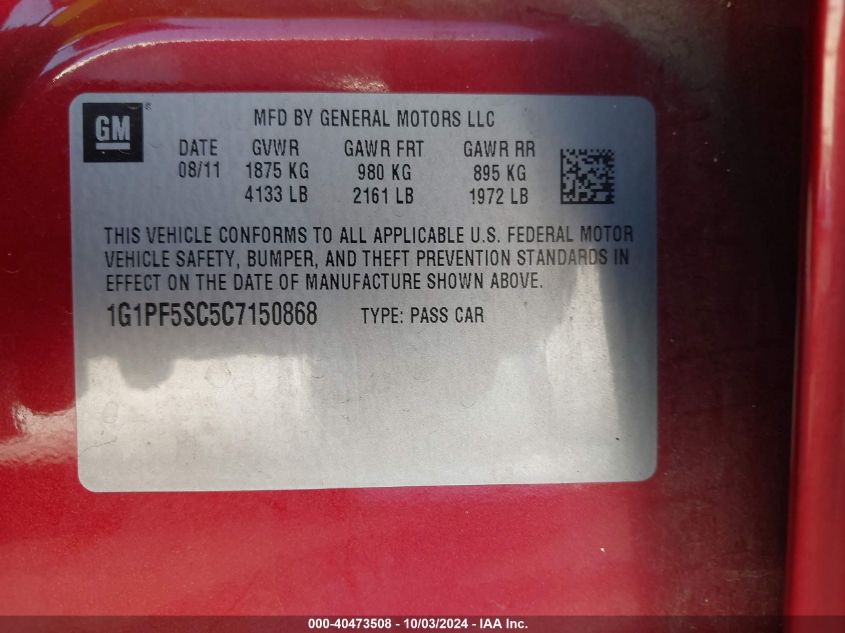 GM ®
MFD BY GENERAL MOTORS LLC
DATE GVWR GAWR FRT GAWR RR
08/11 1875 KG 980 KG 895 KG
4133 LB 2161 LB 1972 LB
THIS VEHICLE CONFORMS TO ALL APPLICABLE U.S. FEDERAL MOTOR
VEHICLE SAFETY, BUMPER, AND THEFT PREVENTION STANDARDS IN
EFFECT ON THE DATE OF MANUFACTURE SHOWN ABOVE.
1G1PF5SC5C7150868 TYPE: PASS CAR
000-40473508 - 10/03/2024 - IAA Inc.